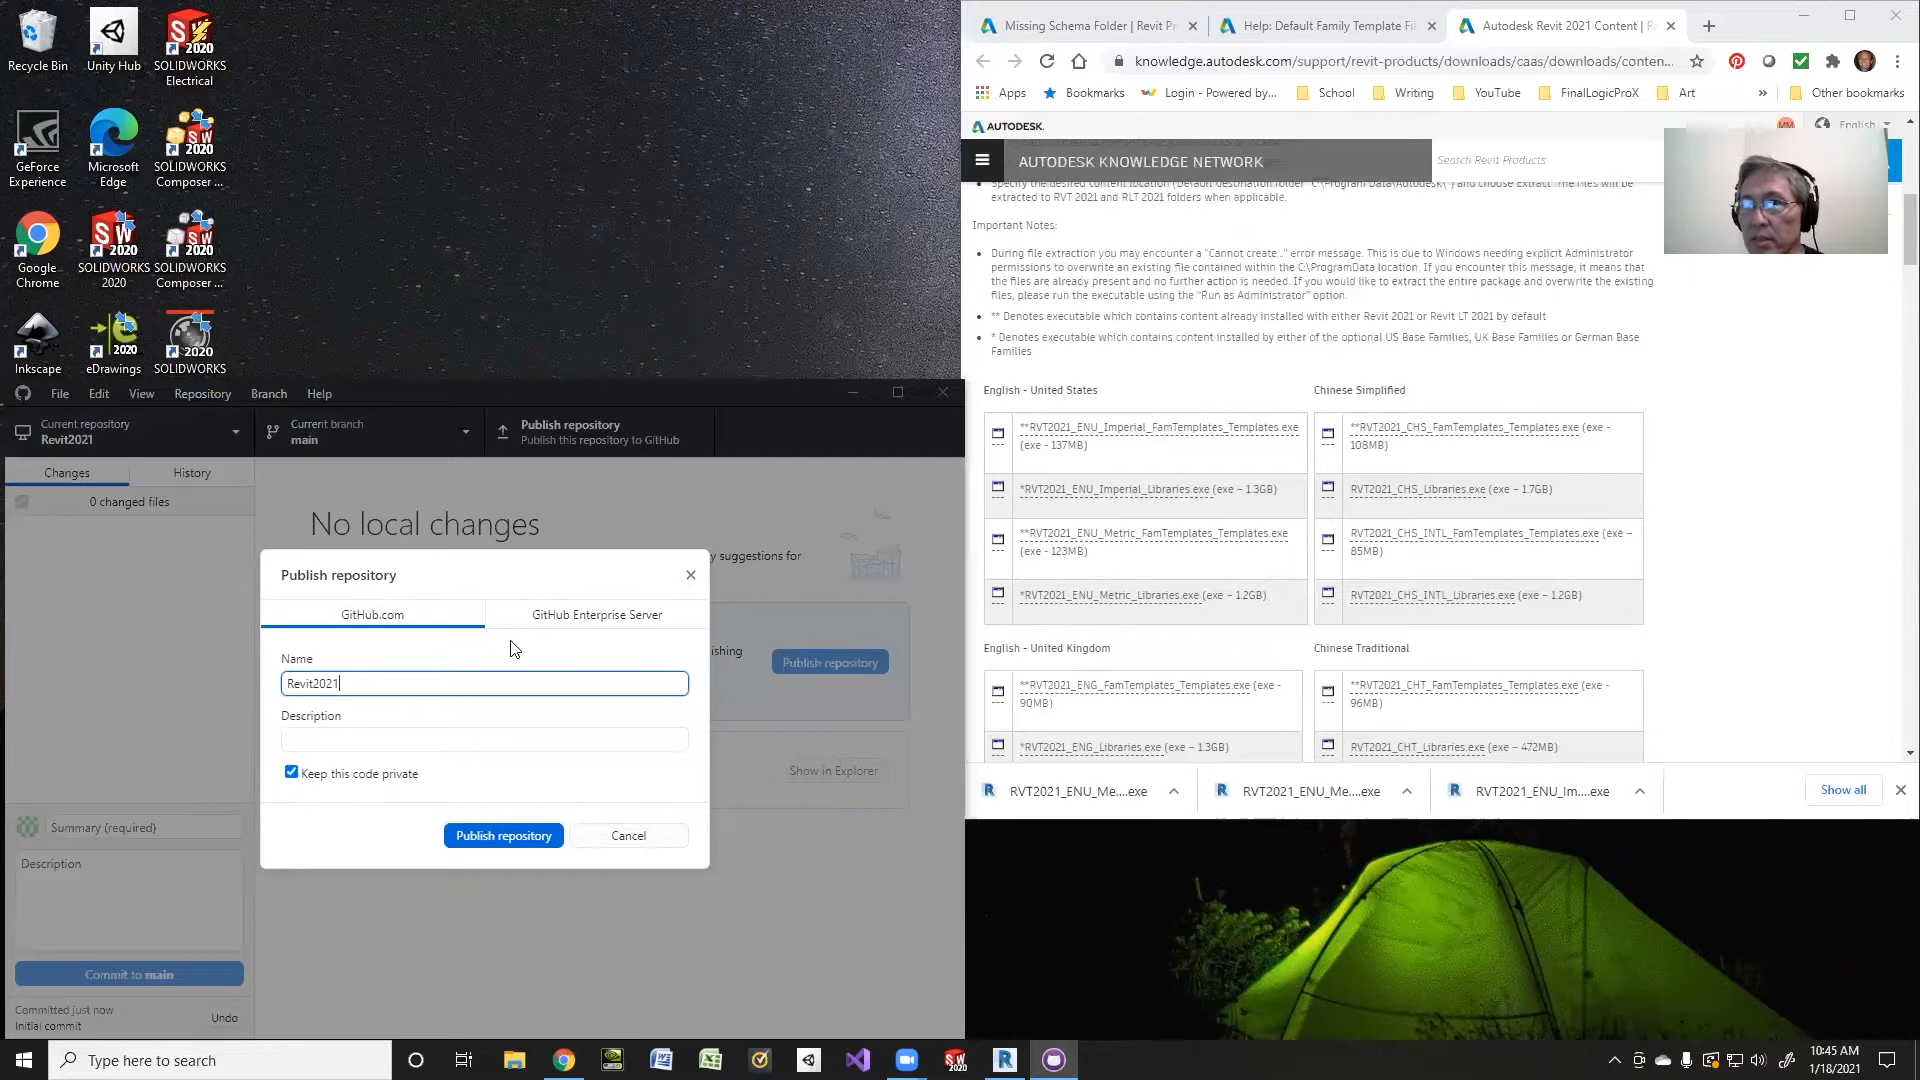 Recycle Bin
Unity Hub
SOLIDWORKS
Electrical
2020
GeForce
Experience
Microsoft
Edge
SOLIDWORKS
Composer ...
2020
Google
Chrome
SOLIDWORKS
2020
2020
SOLIDWORKS
Composer ...
2020
Inkscape
eDrawings
2020
SOLIDWORKS
2020
File Edit View Repository Branch Help
Current repository
Revit2021
Current branch
main
Publish repository
Publish this repository to GitHub
Changes History
0 changed files
No local changes
y suggestions for
ishing
Publish repository
Show in Explorer
Publish repository
GitHub.com
GitHub Enterprise Server
Name
Revit2021
Description
Keep this code private
Publish repository
Cancel
Summary (required)
Description
Commit to main
Committed just now
Initial commit
Undo
Missing Schema Folder | Revit Pr
Help: Default Family Template Fil
Autodesk Revit 2021 Content | Re
knowledge.autodesk.com/support/revit-products/downloads/caas/downloads/conten...
Apps Bookmarks Login - Powered by... School Writing YouTube FinalLogicProX Art » Other bookmarks
AUTODESK.
MM
English
AUTODESK KNOWLEDGE NETWORK
Search Revit Products
extracted to RVT 2021 and RLT 2021 folders when applicable.
Important Notes:
During file extraction you may encounter a "Cannot create..." error message. This is due to Windows needing explicit Administrator
permissions to overwrite an existing file contained within the C:\ProgramData location. If you encounter this message, it means that
the files are already present and no further action is needed. If you would like to extract the entire package and overwrite the existing
files, please run the executable using the "Run as Administrator" option.
** Denotes executable which contains content already installed with either Revit 2021 or Revit LT 2021 by default
* Denotes executable which contains content installed by either of the optional US Base Families, UK Base Families or German Base
Families
English - United States
**RVT2021_ENU_Imperial_FamTemplates_Templates.exe
(exe - 137MB)
*RVT2021_ENU_Imperial_Libraries.exe (exe – 1.3GB)
**RVT2021_ENU_Metric_FamTemplates_Templates.exe
(exe - 123MB)
*RVT2021_ENU_Metric_Libraries.exe (exe – 1.2GB)
Chinese Simplified
**RVT2021_CHS_FamTemplates_Templates.exe (exe -
108MB)
RVT2021_CHS_Libraries.exe (exe – 1.7GB)
RVT2021_CHS_INTL_FamTemplates_Templates.exe (exe –
85MB)
RVT2021_CHS_INTL_Libraries.exe (exe – 1.2GB)
English - United Kingdom
**RVT2021_ENG_FamTemplates_Templates.exe (exe -
90MB)
*RVT2021_ENG_Libraries.exe (exe – 1.3GB)
Chinese Traditional
**RVT2021_CHT_FamTemplates_Templates.exe (exe -
96MB)
RVT2021_CHT_Libraries.exe (exe – 472MB)
RVT2021_ENU_Me....exe
RVT2021_ENU_Me....exe
RVT2021_ENU_Im....exe
Show all
Type here to search
10:45 AM
1/18/2021